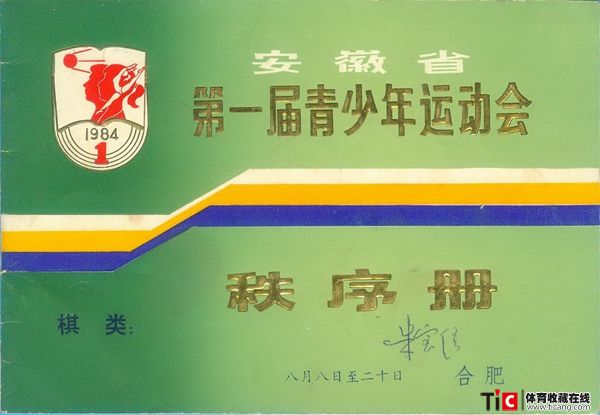 安徽省
第一届青少年运动会
1984
1
秩序册
棋类:
八月八日至二十日
合肥
TiC 体育收藏在线
www.ticang.com